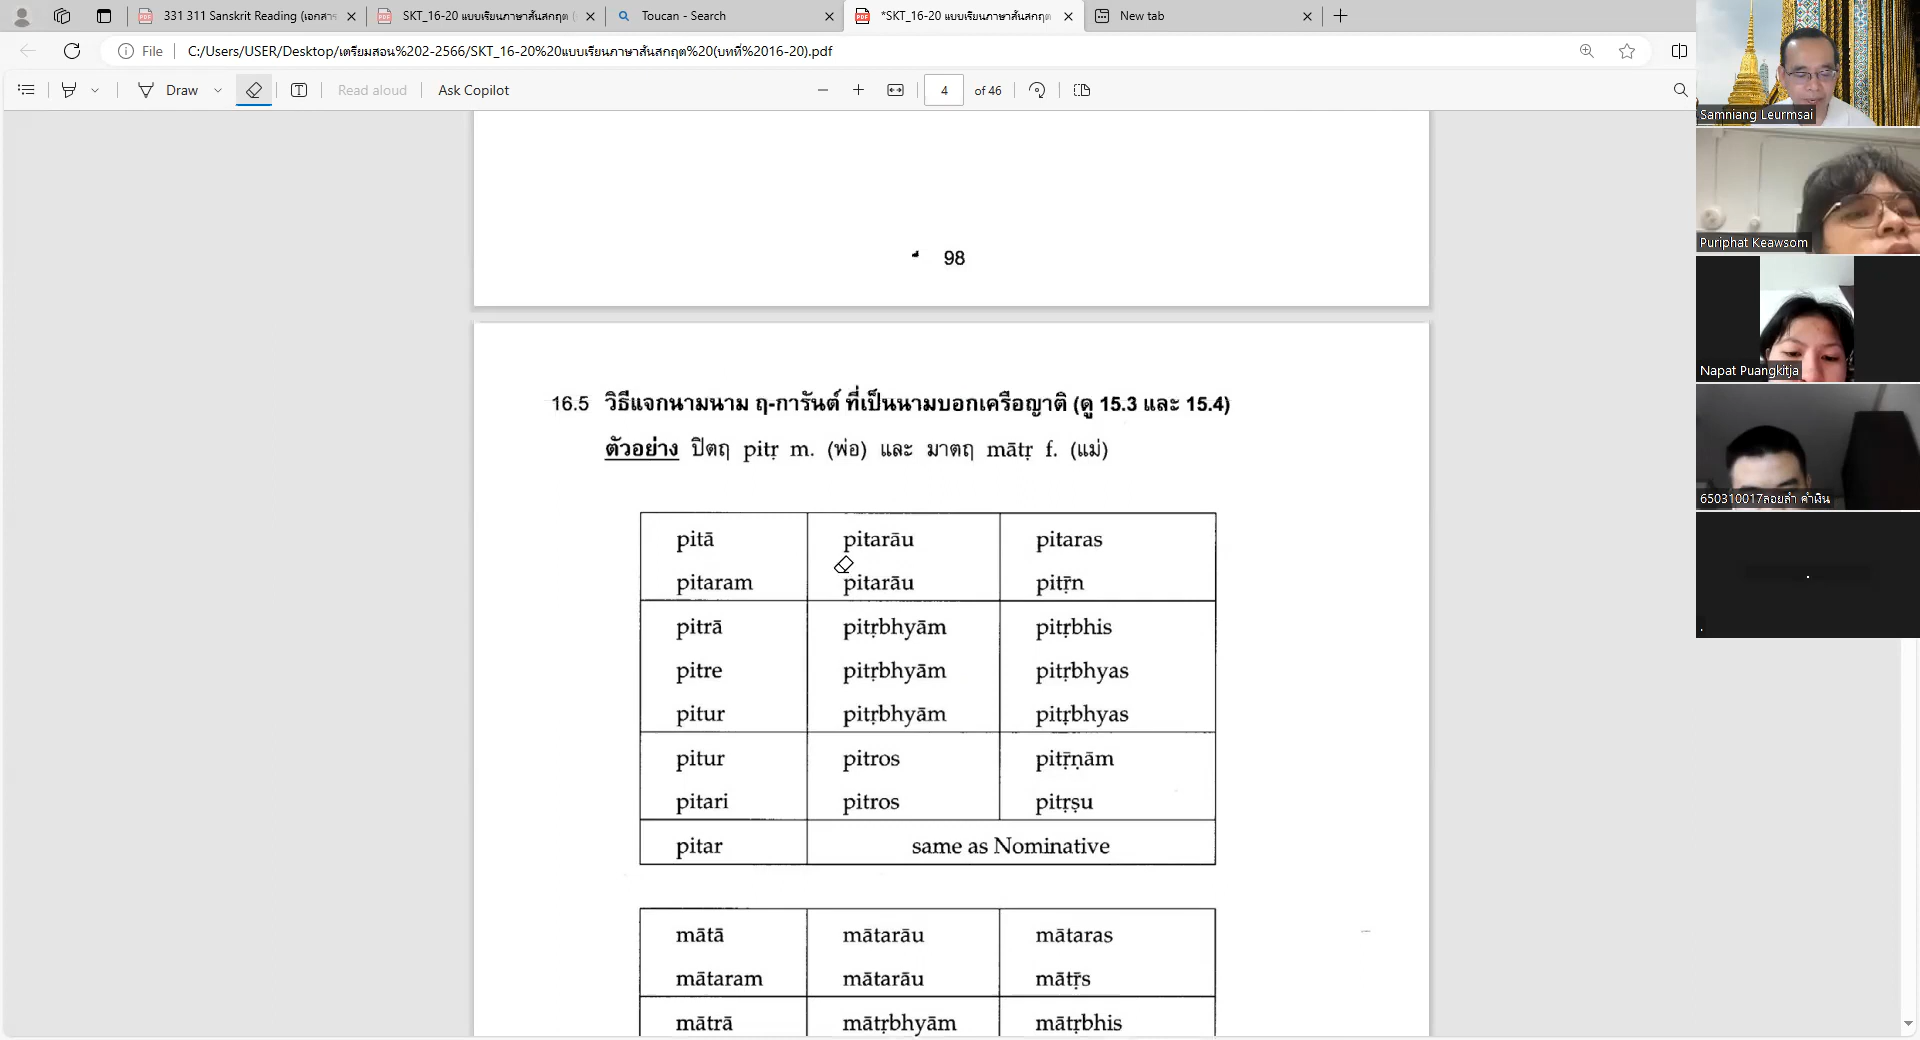 331 311 Sanskrit Reading (เอกสาร
SKT_16-20 แบบเรียนภาษาสันสกฤต (
Toucan - Search
*SKT_16-20 แบบเรียนภาษาสันสกฤต
New tab
File
C:/Users/USER/Desktop/เตรียมสอน%202-2566/SKT_16-20%20แบบเรียนภาษาสันสกฤต%20(บทที่%2016-20).pdf
Draw
Read aloud
Ask Copilot
4
of 46
98
16.5 วิธีแจกนามนาม ฤ-การันต์ ที่เป็นนามบอกเครือญาติ (ดู 15.3 และ 15.4)
ตัวอย่าง ปิตฤ pitṛ m. (พ่อ) และ มาตฤ mātṛ f. (แม่)
pitā pitarāu pitaras
pitaram pitarāu pitṝn
pitrā pitṛbhyām pitṛbhis
pitre pitṛbhyām pitṛbhyas
pitur pitṛbhyām pitṛbhyas
pitur pitros pitṝṇām
pitari pitros pitṛṣu
pitar same as Nominative
mātā mātarāu mātaras
mātaram mātarāu mātṝs
mātrā mātṛbhyām mātṛbhis
Samniang Leurmsai
Puriphat Keawsom
Napat Puangkitja
650310017ลอยลำ คำผิน
.
.